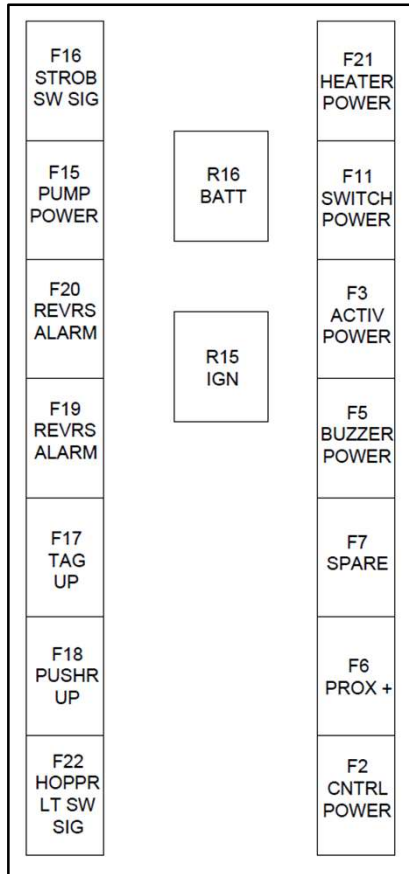 F16
STROB
SW SIG
F15
PUMP
POWER
F20
REVRS
ALARM
F19
REVRS
ALARM
F17
TAG
UP
F18
PUSHR
UP
F22
HOPPR
LT SW
SIG
R16
BATT
R15
IGN
F21
HEATER
POWER
F11
SWITCH
POWER
F3
ACTIV
POWER
F5
BUZZER
POWER
F7
SPARE
F6
PROX +
F2
CNTRL
POWER